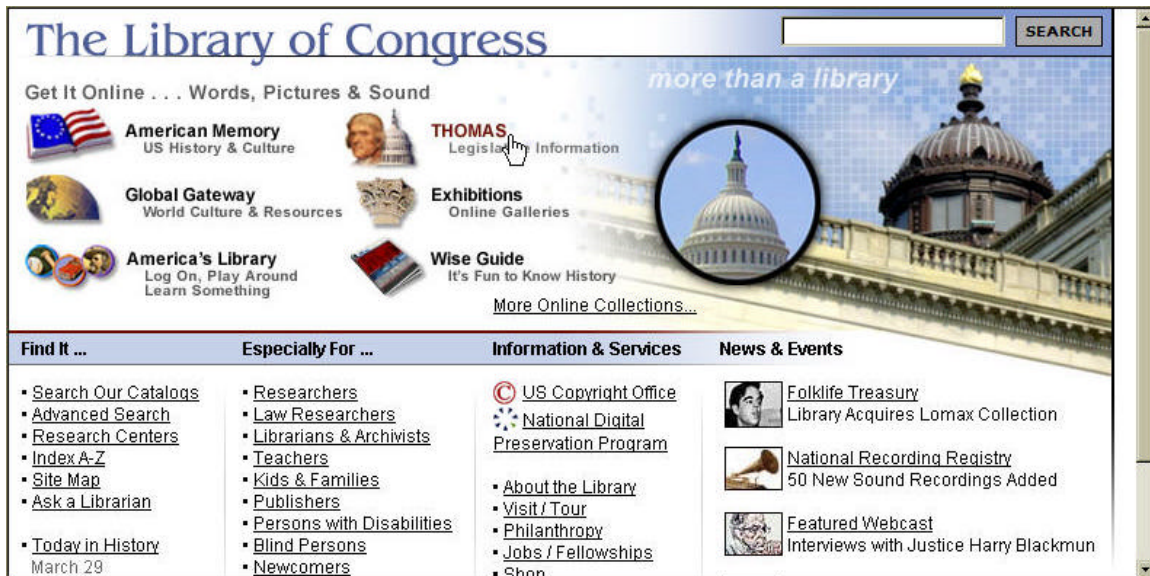 The Library of Congress
SEARCH
more than a library
Get It Online . . . Words, Pictures & Sound
American Memory
US History & Culture
THOMAS
Information
Global Gateway
World Culture & Resources
Exhibitions
Online Galleries
America's Library
Log On, Play Around
Learn Something
Wise Guide
It's Fun to Know History
More Online Collections...
Find It ...
Search Our Catalogs
Advanced Search
Research Centers
Index A-Z
Site Map
Ask a Librarian
Today in History
March 29
Especially For ...
Researchers
Law Researchers
Librarians & Archivists
Teachers
Kids & Families
Publishers
Persons with Disabilities
Blind Persons
Newcomers
Information & Services
© US Copyright Office
National Digital
Preservation Program
About the Library
Visit / Tour
Philanthropy
Jobs / Fellowships
Shop
News & Events
Folklife Treasury
Library Acquires Lomax Collection
National Recording Registry
50 New Sound Recordings Added
Featured Webcast
Interviews with Justice Harry Blackmun